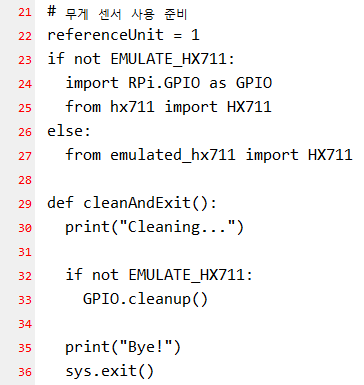 21 # 무게 센서 사용 준비
22 referenceUnit = 1
23 if not EMULATE_HX711:
24   import RPi.GPIO as GPIO
25   from hx711 import HX711
26 else:
27   from emulated_hx711 import HX711
28
29 def cleanAndExit():
30   print("Cleaning...")
31
32   if not EMULATE_HX711:
33     GPIO.cleanup()
34
35   print("Bye!")
36   sys.exit()